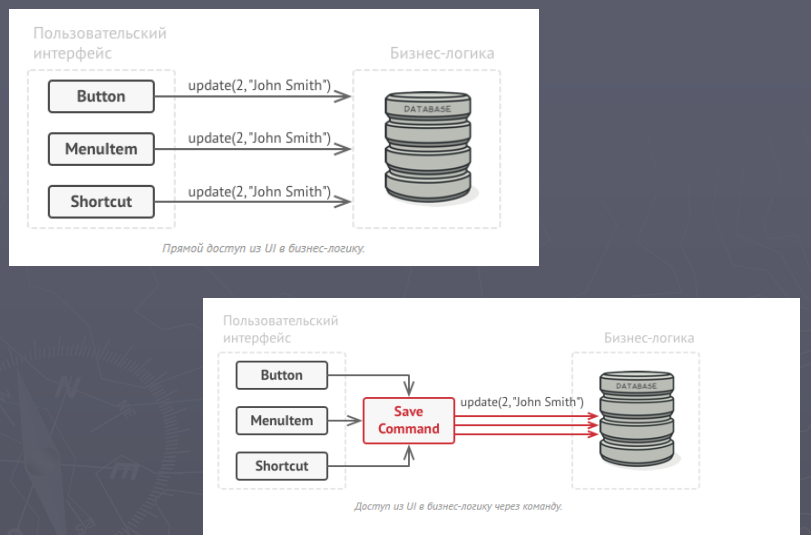 Пользовательский
интерфейс
Бизнес-логика
Button
update(2,"John Smith")
DATABASE
MenuItem
update(2,"John Smith")
Shortcut
update(2,"John Smith")
Прямой доступ из UI в бизнес-логику.
Пользовательский
интерфейс
Бизнес-логика
Button
MenuItem
Save
Command
update(2,"John Smith")
DATABASE
Shortcut
Доступ из UI в бизнес-логику через команду.
N